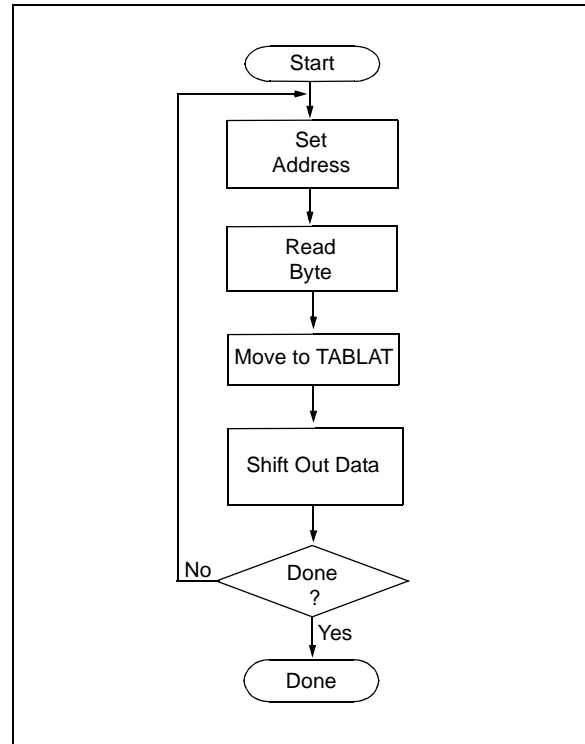 Start
Set
Address
Read
Byte
Move to TABLAT
Shift Out Data
No
Done
?
Yes
Done